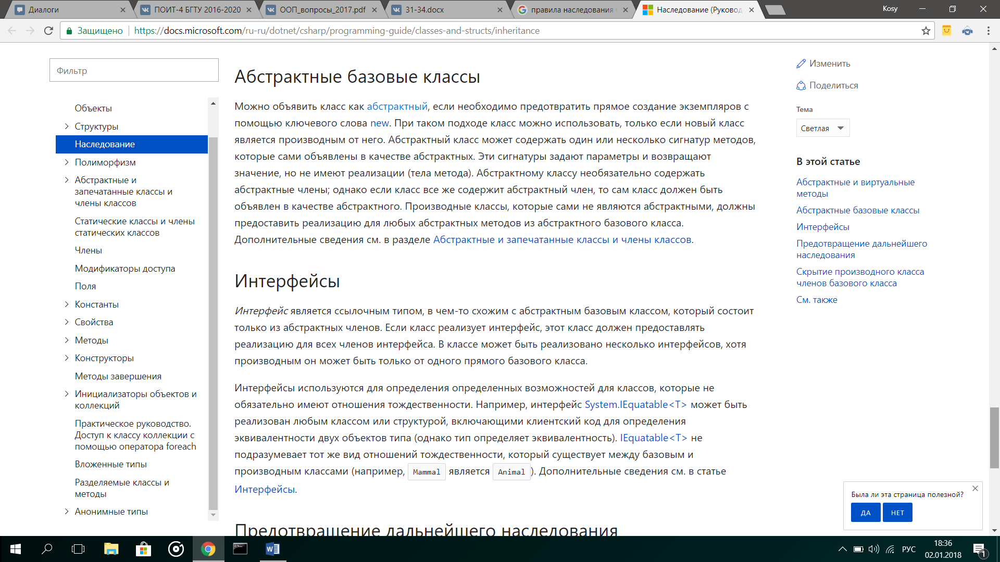 Диалоги
ПОИТ-4 БГТУ 2016-2020
ООП_вопросы_2017.pdf
31-34.docx
правила наследования
Наследование (Руковод
Kosy
Защищено
https://docs.microsoft.com/ru-ru/dotnet/csharp/programming-guide/classes-and-structs/inheritance
Фильтр
Объекты
Структуры
Наследование
Полиморфизм
Абстрактные и
запечатанные классы и
члены классов
Статические классы и члены
статических классов
Члены
Модификаторы доступа
Поля
Константы
Свойства
Методы
Конструкторы
Методы завершения
Инициализаторы объектов и
коллекций
Практическое руководство.
Доступ к классу коллекции с
помощью оператора foreach
Вложенные типы
Разделяемые классы и
методы
Анонимные типы
Абстрактные базовые классы
Можно объявить класс как абстрактный, если необходимо предотвратить прямое создание экземпляров с
помощью ключевого слова new. При таком подходе класс можно использовать, только если новый класс
является производным от него. Абстрактный класс может содержать один или несколько сигнатур методов,
которые сами объявлены в качестве абстрактных. Эти сигнатуры задают параметры и возвращают
значение, но не имеют реализации (тела метода). Абстрактному классу необязательно содержать
абстрактные члены; однако если класс все же содержит абстрактный член, то сам класс должен быть
объявлен в качестве абстрактного. Производные классы, которые сами не являются абстрактными, должны
предоставить реализацию для любых абстрактных методов из абстрактного базового класса.
Дополнительные сведения см. в разделе Абстрактные и запечатанные классы и члены классов.
Интерфейсы
Интерфейс является ссылочным типом, в чем-то схожим с абстрактным базовым классом, который состоит
только из абстрактных членов. Если класс реализует интерфейс, этот класс должен предоставлять
реализацию для всех членов интерфейса. В классе может быть реализовано несколько интерфейсов, хотя
производным он может быть только от одного прямого базового класса.
Интерфейсы используются для определения определенных возможностей для классов, которые не
обязательно имеют отношения тождественности. Например, интерфейс System.IEquatable<T> может быть
реализован любым классом или структурой, включающими клиентский код для определения
эквивалентности двух объектов типа (однако тип определяет эквивалентность). IEquatable<T> не
подразумевает тот же вид отношений тождественности, который существует между базовым и
производным классами (например, Mammal является Animal). Дополнительные сведения см. в статье
Интерфейсы.
Предотвращение дальнейшего наследования
Изменить
Поделиться
Тема
Светлая
В этой статье
Абстрактные и виртуальные
методы
Абстрактные базовые классы
Интерфейсы
Предотвращение дальнейшего
наследования
Скрытие производного класса
членов базового класса
См. также
Была ли эта страница полезной?
ДА
НЕТ
РУС
18:36
02.01.2018
1